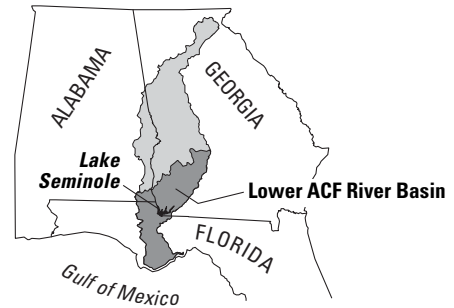 ALABAMA
GEORGIA
Lake
Seminole
Lower ACF River Basin
FLORIDA
Gulf of Mexico